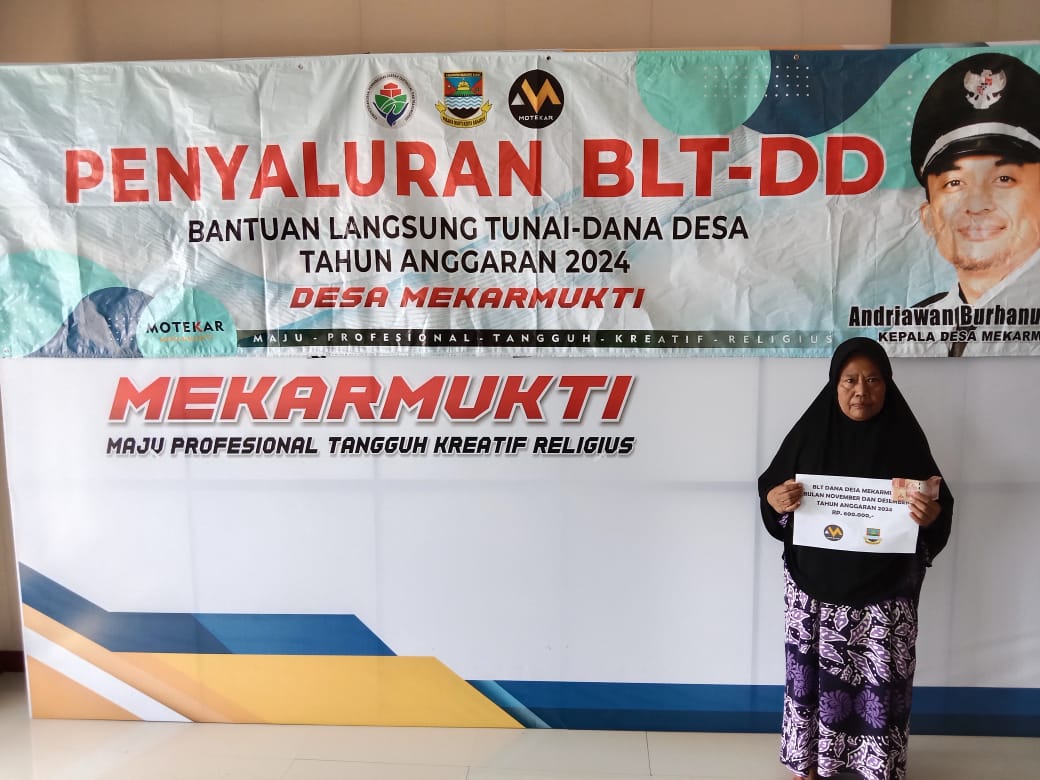 MOTEKAR
PENYALURAN BLT-DD
BANTUAN LANGSUNG TUNAI-DANA DESA
TAHUN ANGGARAN 2024
DESA MEKARMUKTI
MOTEKAR
MAJU - PROFESIONAL - TANGGUH - KREATIF - RELIGIUS
Andriawan Burhanu
KEPALA DESA MEKARM
MEKARMUKTI
MAJU PROFESIONAL TANGGUH KREATIF RELIGIUS
BLT DANA DESA MEKARM
BULAN NOVEMBER DAN DESEMBER
TAHUN ANGGARAN 2024
RP. 600.000,-